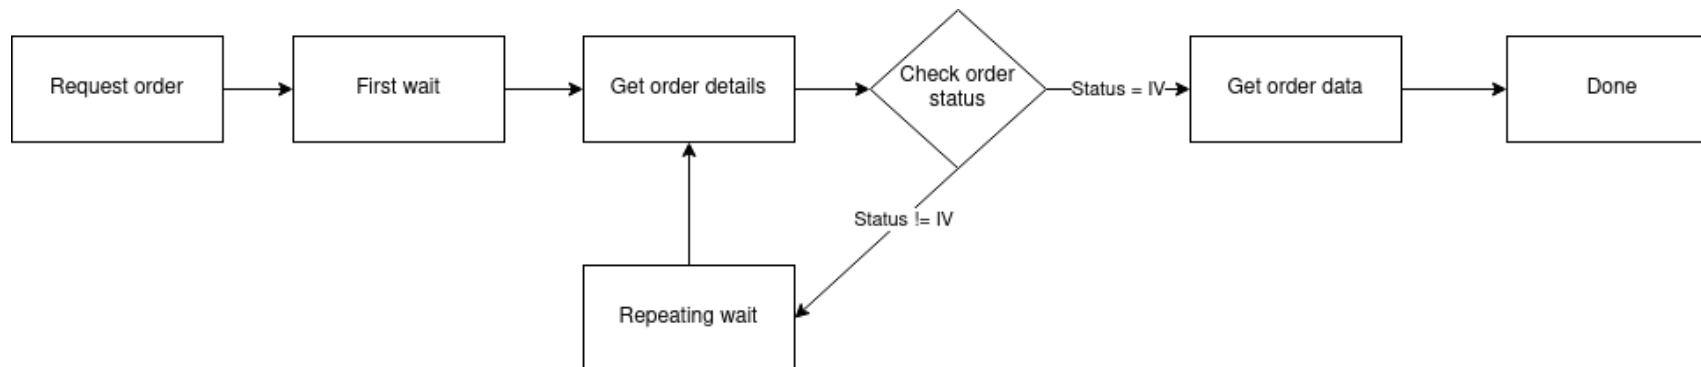 Request order
First wait
Get order details
Check order
status
Status = IV
Get order data
Done
Status != IV
Repeating wait